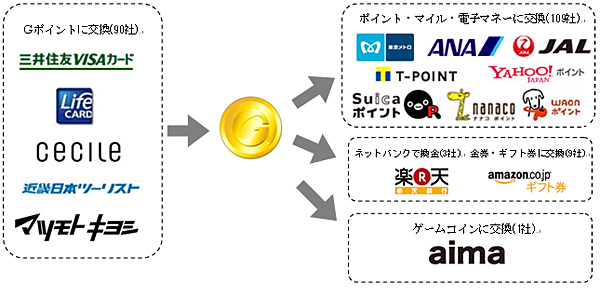 Gポイントに交換(90社)。
三井住友VISAカード
Life
CARD
CECILE
近畿日本ツーリスト
マツモトキヨシ
G
ポイント・マイル・電子マネーに交換(109社)。
東京メトロ
ANA
JAL
T-POINT
YAHOO!
JAPAN
ポイント
Suica
ポイント
nanaco
ナナコ ポイント
WAON
ポイント
ネットバンクで換金(3社)。金券・ギフト券に交換(9社)。
楽R天
楽天銀行
amazon.co.jp
ギフト券
ゲームコインに交換(1社)。
aima